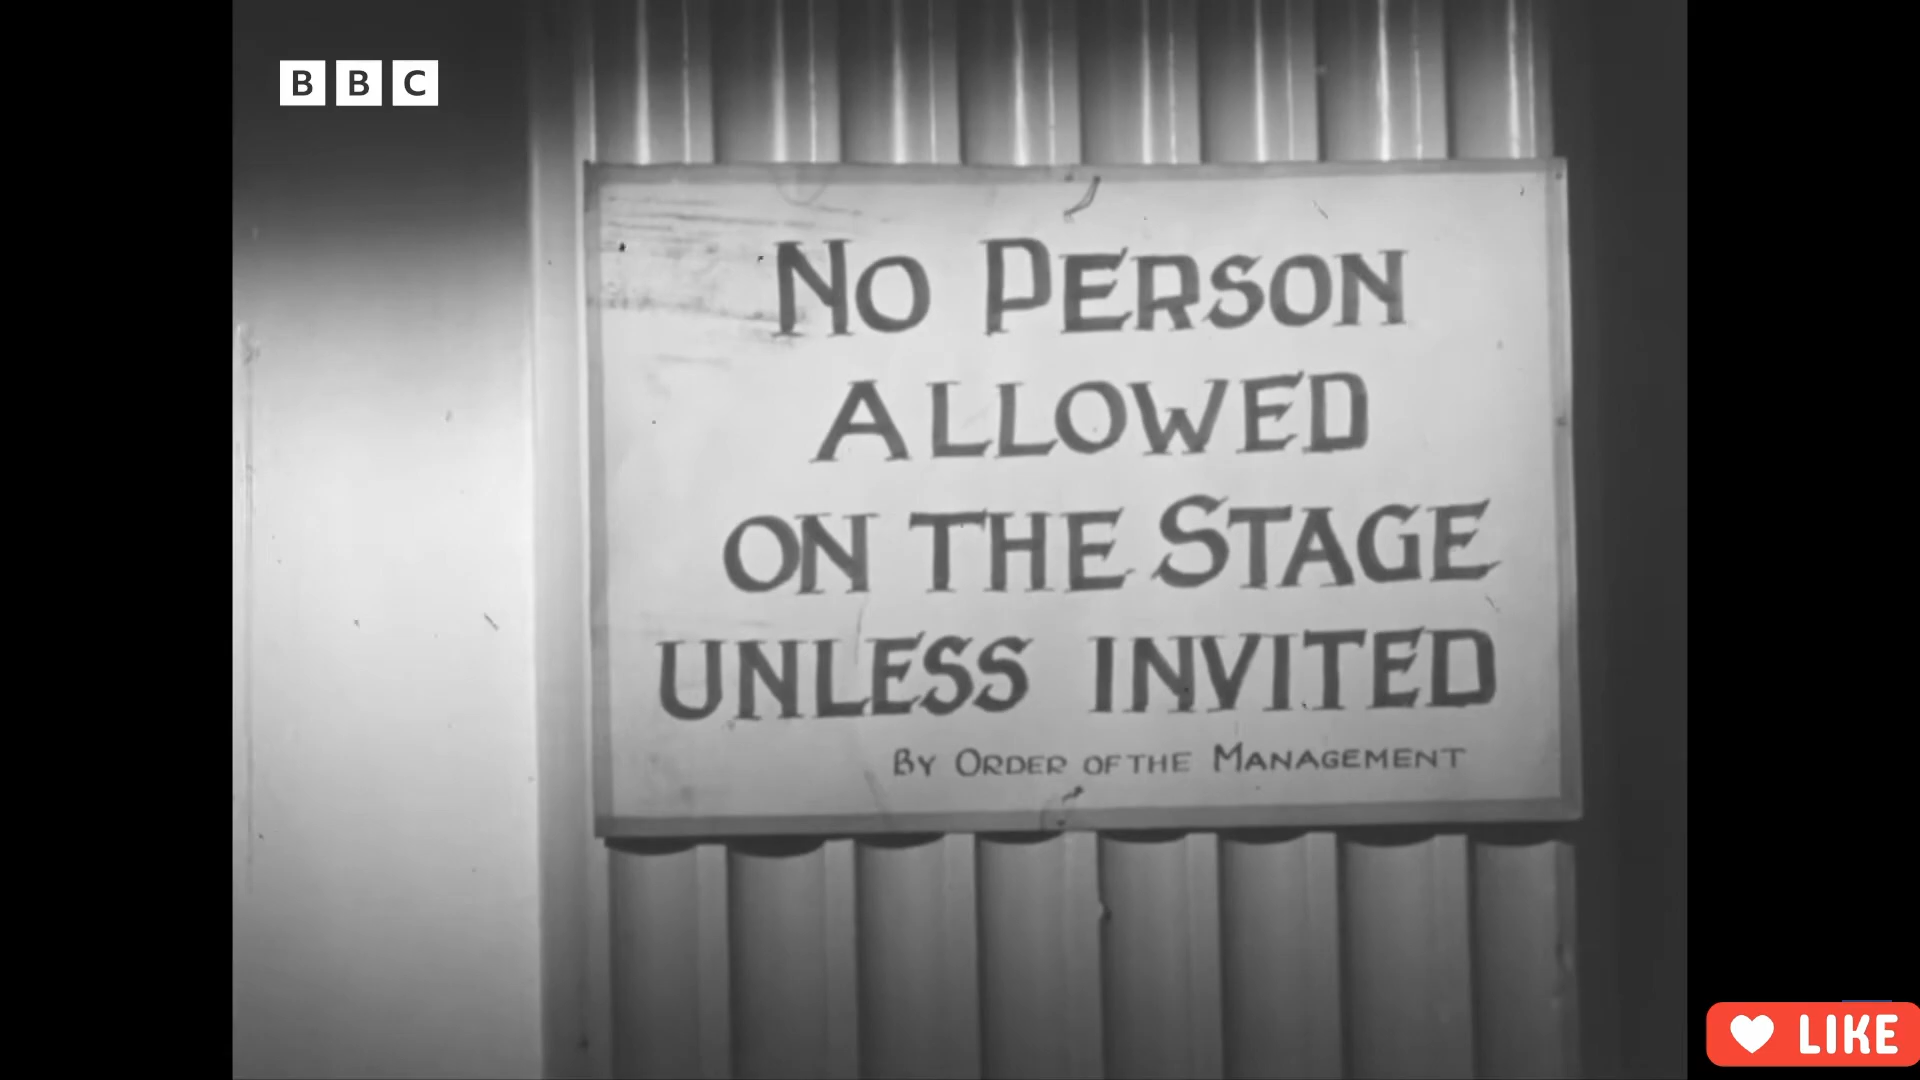 BBC
NO PERSON
ALLOWED
ON THE STAGE
UNLESS INVITED
BY ORDER OF THE MANAGEMENT
LIKE